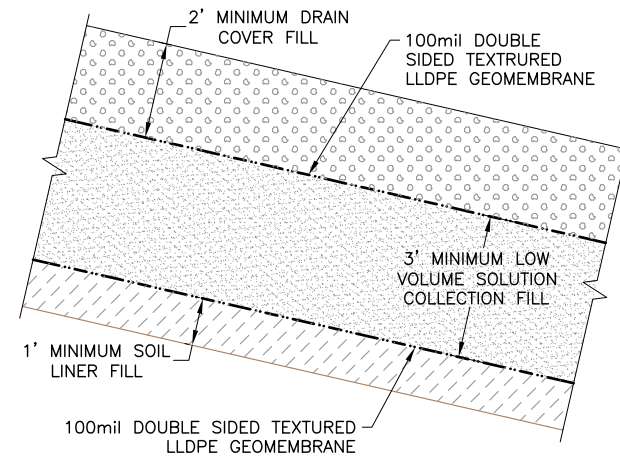 2' MINIMUM DRAIN
COVER FILL
100mil DOUBLE
SIDED TEXTRURED
LLDPE GEOMEMBRANE
3' MINIMUM LOW
VOLUME SOLUTION
COLLECTION FILL
1' MINIMUM SOIL
LINER FILL
100mil DOUBLE SIDED TEXTURED
LLDPE GEOMEMBRANE